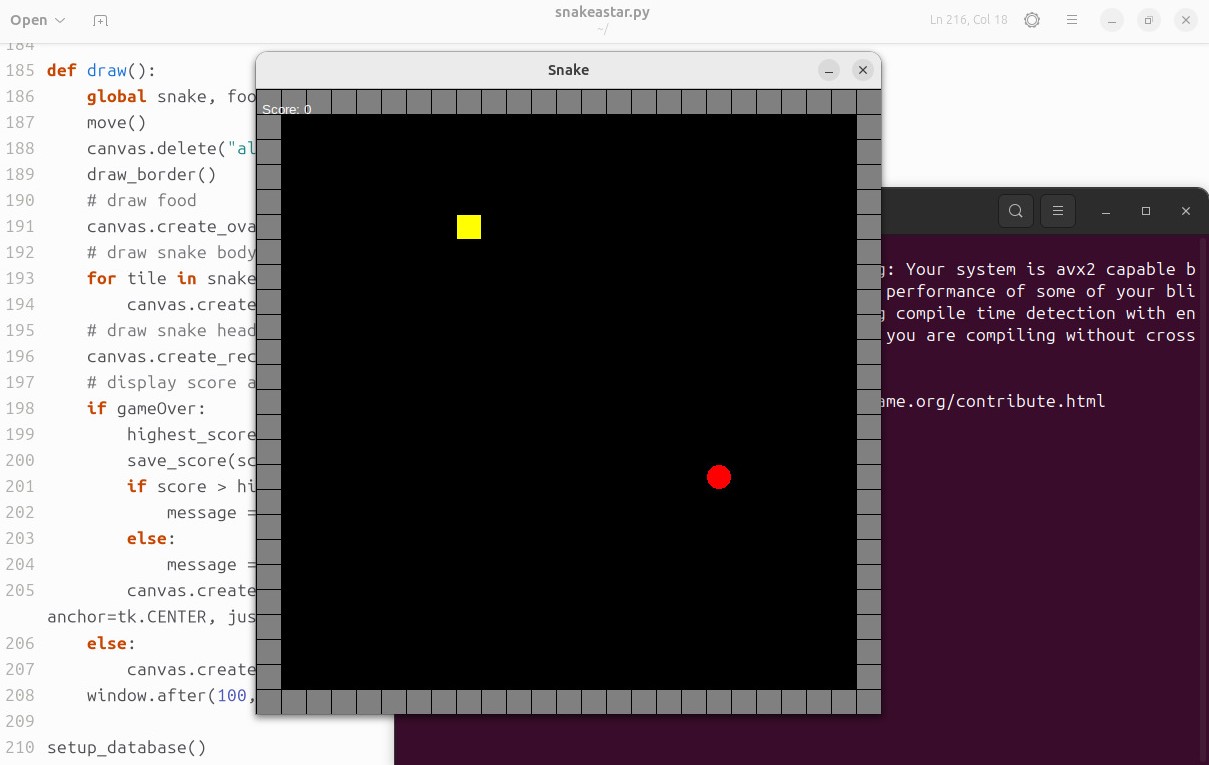 Open
snakeastar.py
~/
Ln 216, Col 18
184
185 def draw():
186 global snake, foo
187 move()
188 canvas.delete("al
189 draw_border()
190 # draw food
191 canvas.create_ova
192 # draw snake body
193 for tile in snake
194 canvas.create
195 # draw snake head
196 canvas.create_rec
197 # display score a
198 if gameOver:
199 highest_score
200 save_score(sc
201 if score > hi
202 message =
203 else:
204 message =
205 canvas.create
anchor=tk.CENTER, jus
206 else:
207 canvas.create
208 window.after(100,
209
210 setup_database()
Snake
Score: 0
g: Your system is avx2 capable b
performance of some of your bli
g compile time detection with en
you are compiling without cross
ame.org/contribute.html